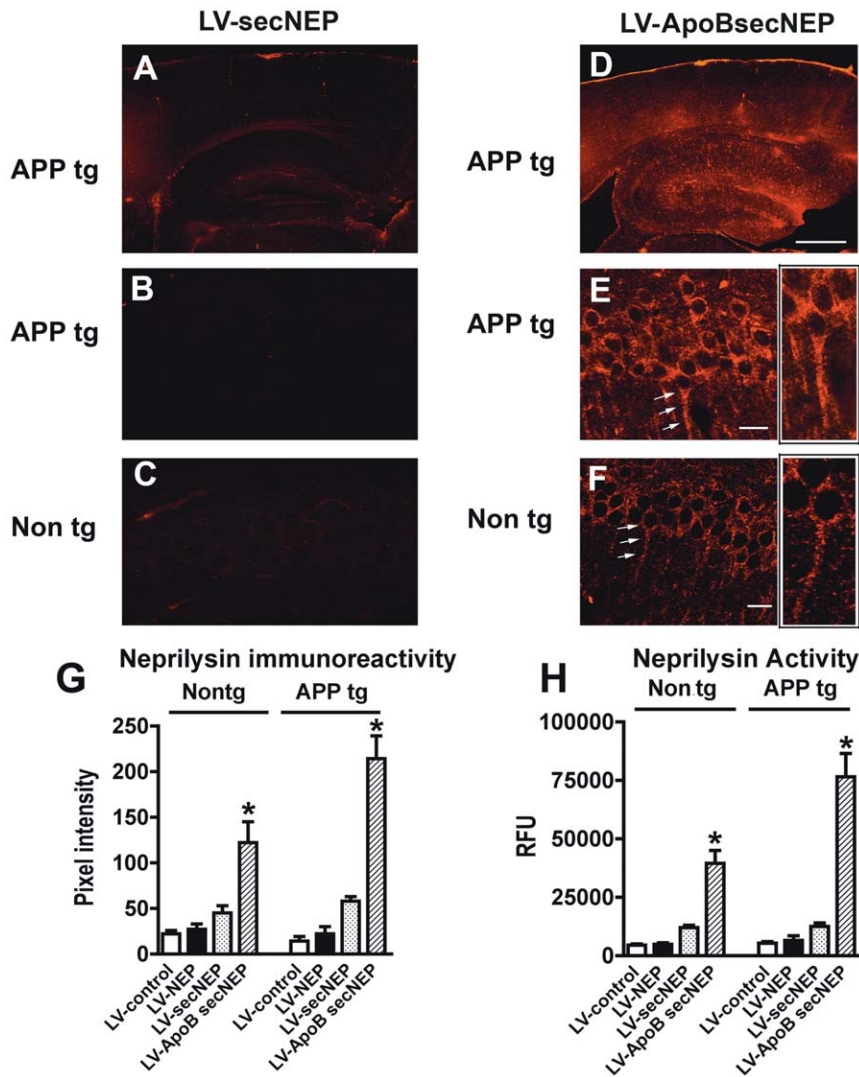 LV-secNEP
LV-ApoBsecNEP
A
D
APP tg
APP tg
B
E
APP tg
APP tg
C
F
Non tg
Non tg
G
Neprilysin immunoreactivity
Nontg
APP tg
Pixel intensity
250
200
150
100
50
0
*
*
LV-control
LV-NEP
LV-secNEP
LV-ApoB secNEP
LV-control
LV-NEP
LV-secNEP
LV-ApoB secNEP
H
Neprilysin Activity
Non tg
APP tg
RFU
100000
75000
50000
25000
0
*
*
LV-control
LV-NEP
LV-secNEP
LV-ApoB secNEP
LV-control
LV-NEP
LV-secNEP
LV-ApoB secNEP